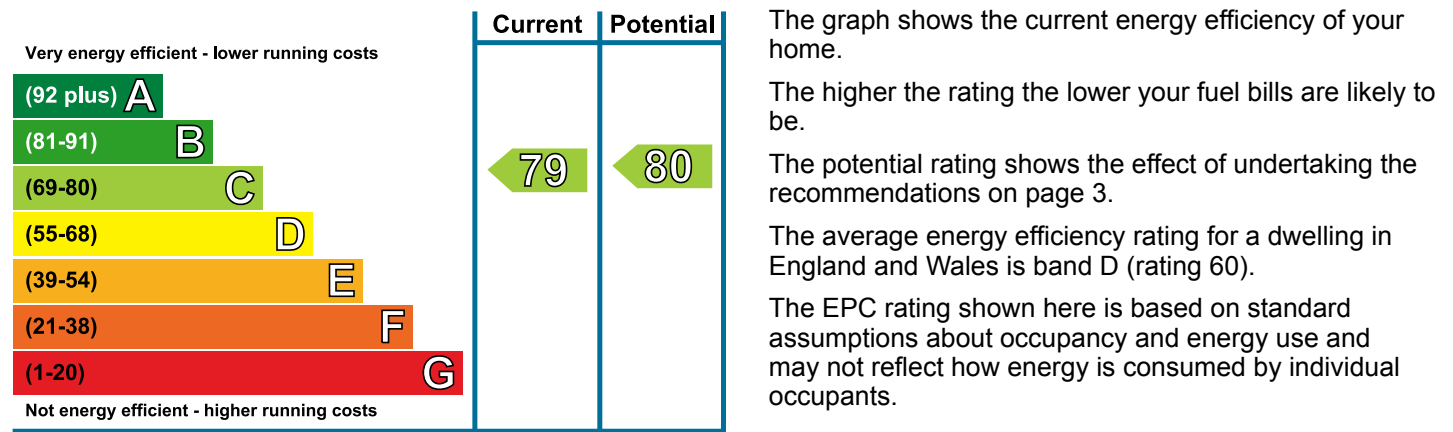 Current Potential
Very energy efficient - lower running costs
(92 plus) A
(81-91) B
(69-80) C
(55-68) D
(39-54) E
(21-38) F
(1-20) G
79 80
Not energy efficient - higher running costs
The graph shows the current energy efficiency of your
home.
The higher the rating the lower your fuel bills are likely to
be.
The potential rating shows the effect of undertaking the
recommendations on page 3.
The average energy efficiency rating for a dwelling in
England and Wales is band D (rating 60).
The EPC rating shown here is based on standard
assumptions about occupancy and energy use and
may not reflect how energy is consumed by individual
occupants.